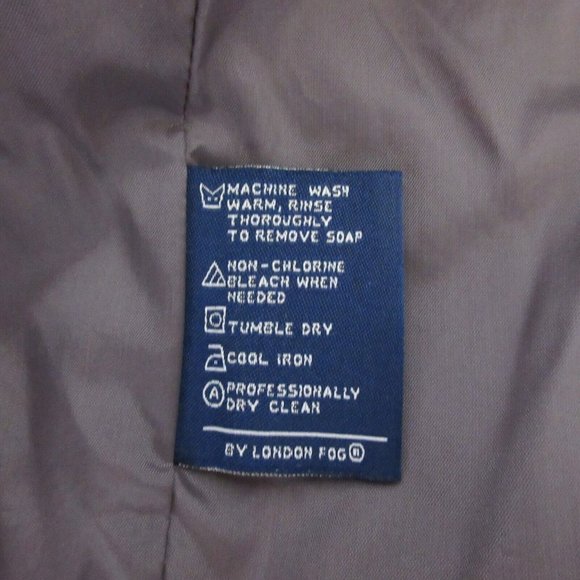 MACHINE WASH
WARM, RINSE
THOROUGHLY
TO REMOVE SOAP
NON-CHLORINE
BLEACH WHEN
NEEDED
TUMBLE DRY
COOL IRON
A PROFESSIONALLY
DRY CLEAN
BY LONDON FOG®